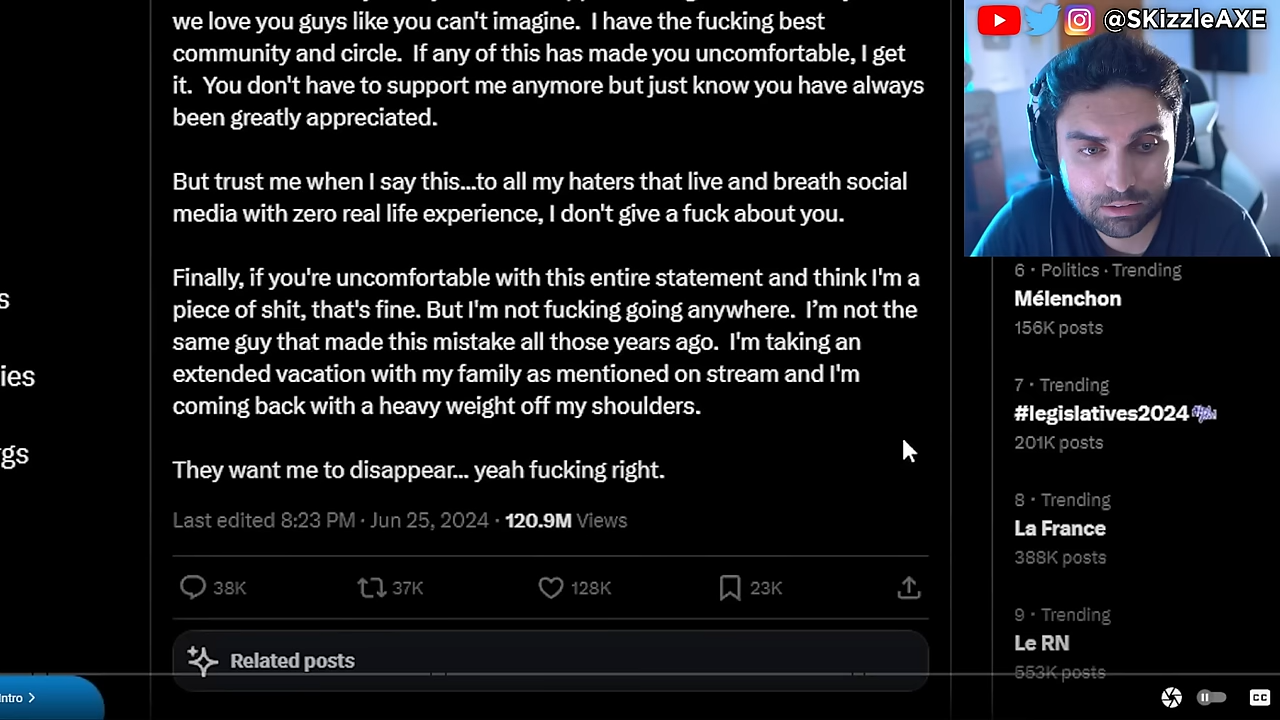 we love you guys like you can't imagine.  I have the fucking best
community and circle.  If any of this has made you uncomfortable, I get
it.  You don't have to support me anymore but just know you have always
been greatly appreciated.
But trust me when I say this...to all my haters that live and breath social
media with zero real life experience, I don't give a fuck about you.
Finally, if you're uncomfortable with this entire statement and think I'm a
piece of shit, that's fine. But I'm not fucking going anywhere.  I’m not the
same guy that made this mistake all those years ago.  I'm taking an
extended vacation with my family as mentioned on stream and I'm
coming back with a heavy weight off my shoulders.
They want me to disappear... yeah fucking right.
Last edited 8:23 PM · Jun 25, 2024 · 120.9M Views
38K 37K 128K 23K
Related posts
@SKizzleAXE
6 · Politics · Trending
Mélenchon
156K posts
7 · Trending
#legislatives2024
201K posts
8 · Trending
La France
388K posts
9 · Trending
Le RN
553K posts
s
ies
gs
ntro
CC